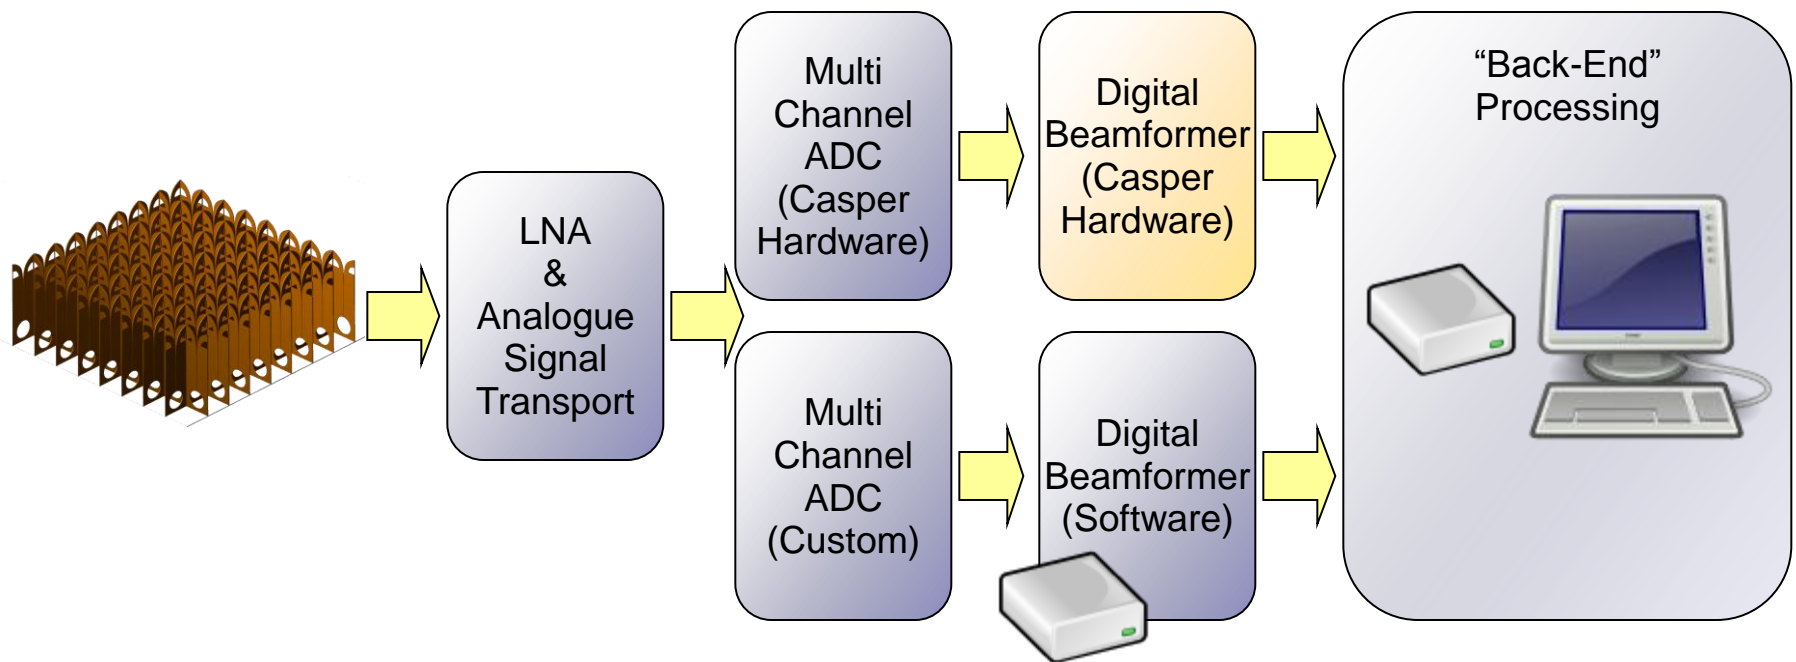 LNA
&
Analogue
Signal
Transport
Multi
Channel
ADC
(Casper
Hardware)
Digital
Beamformer
(Casper
Hardware)
Multi
Channel
ADC
(Custom)
Digital
Beamformer
(Software)
“Back-End”
Processing